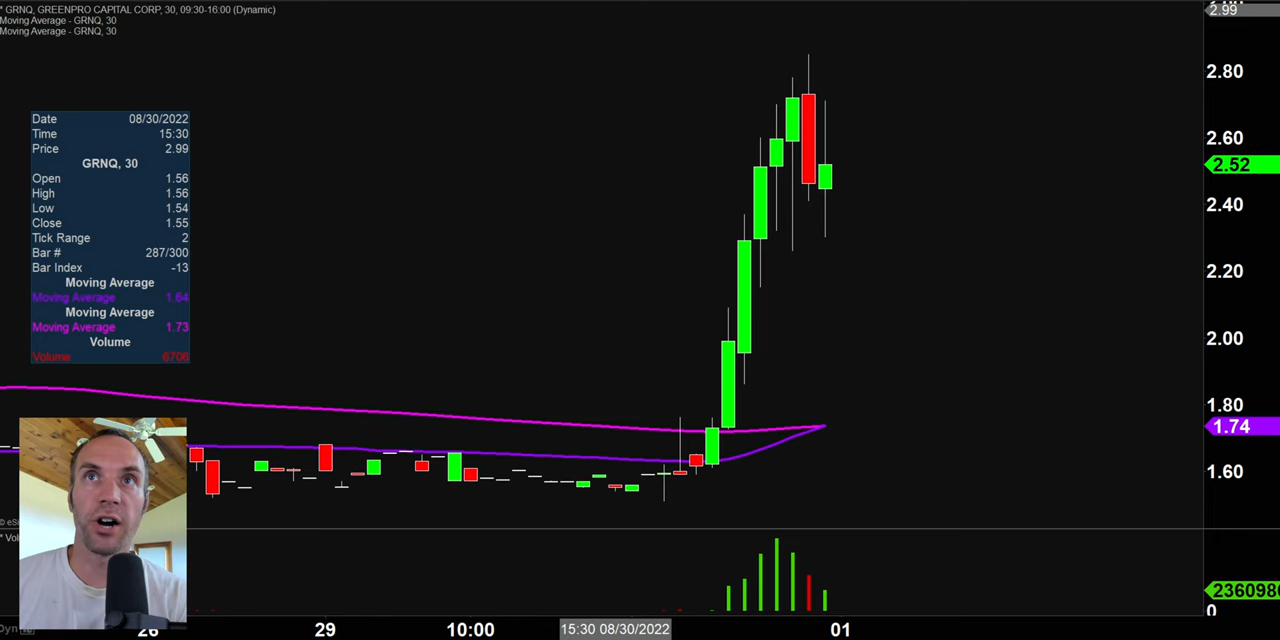 * GRNQ, GREENPRO CAPITAL CORP, 30, 09:30-16:00 (Dynamic)
Moving Average - GRNQ, 30
Moving Average - GRNQ, 30
2.99
2.80
Date 08/30/2022
Time 15:30
Price 2.99
GRNQ, 30
Open 1.56
High 1.56
Low 1.54
Close 1.55
Tick Range 2
Bar # 287/300
Bar Index -13
Moving Average
Moving Average 1.64
Moving Average
Moving Average 1.73
Volume
Volume 6706
2.60
2.52
2.40
2.20
2.00
1.80
1.74
1.60
2360980
0
26
29
10:00
15:30 08/30/2022
01